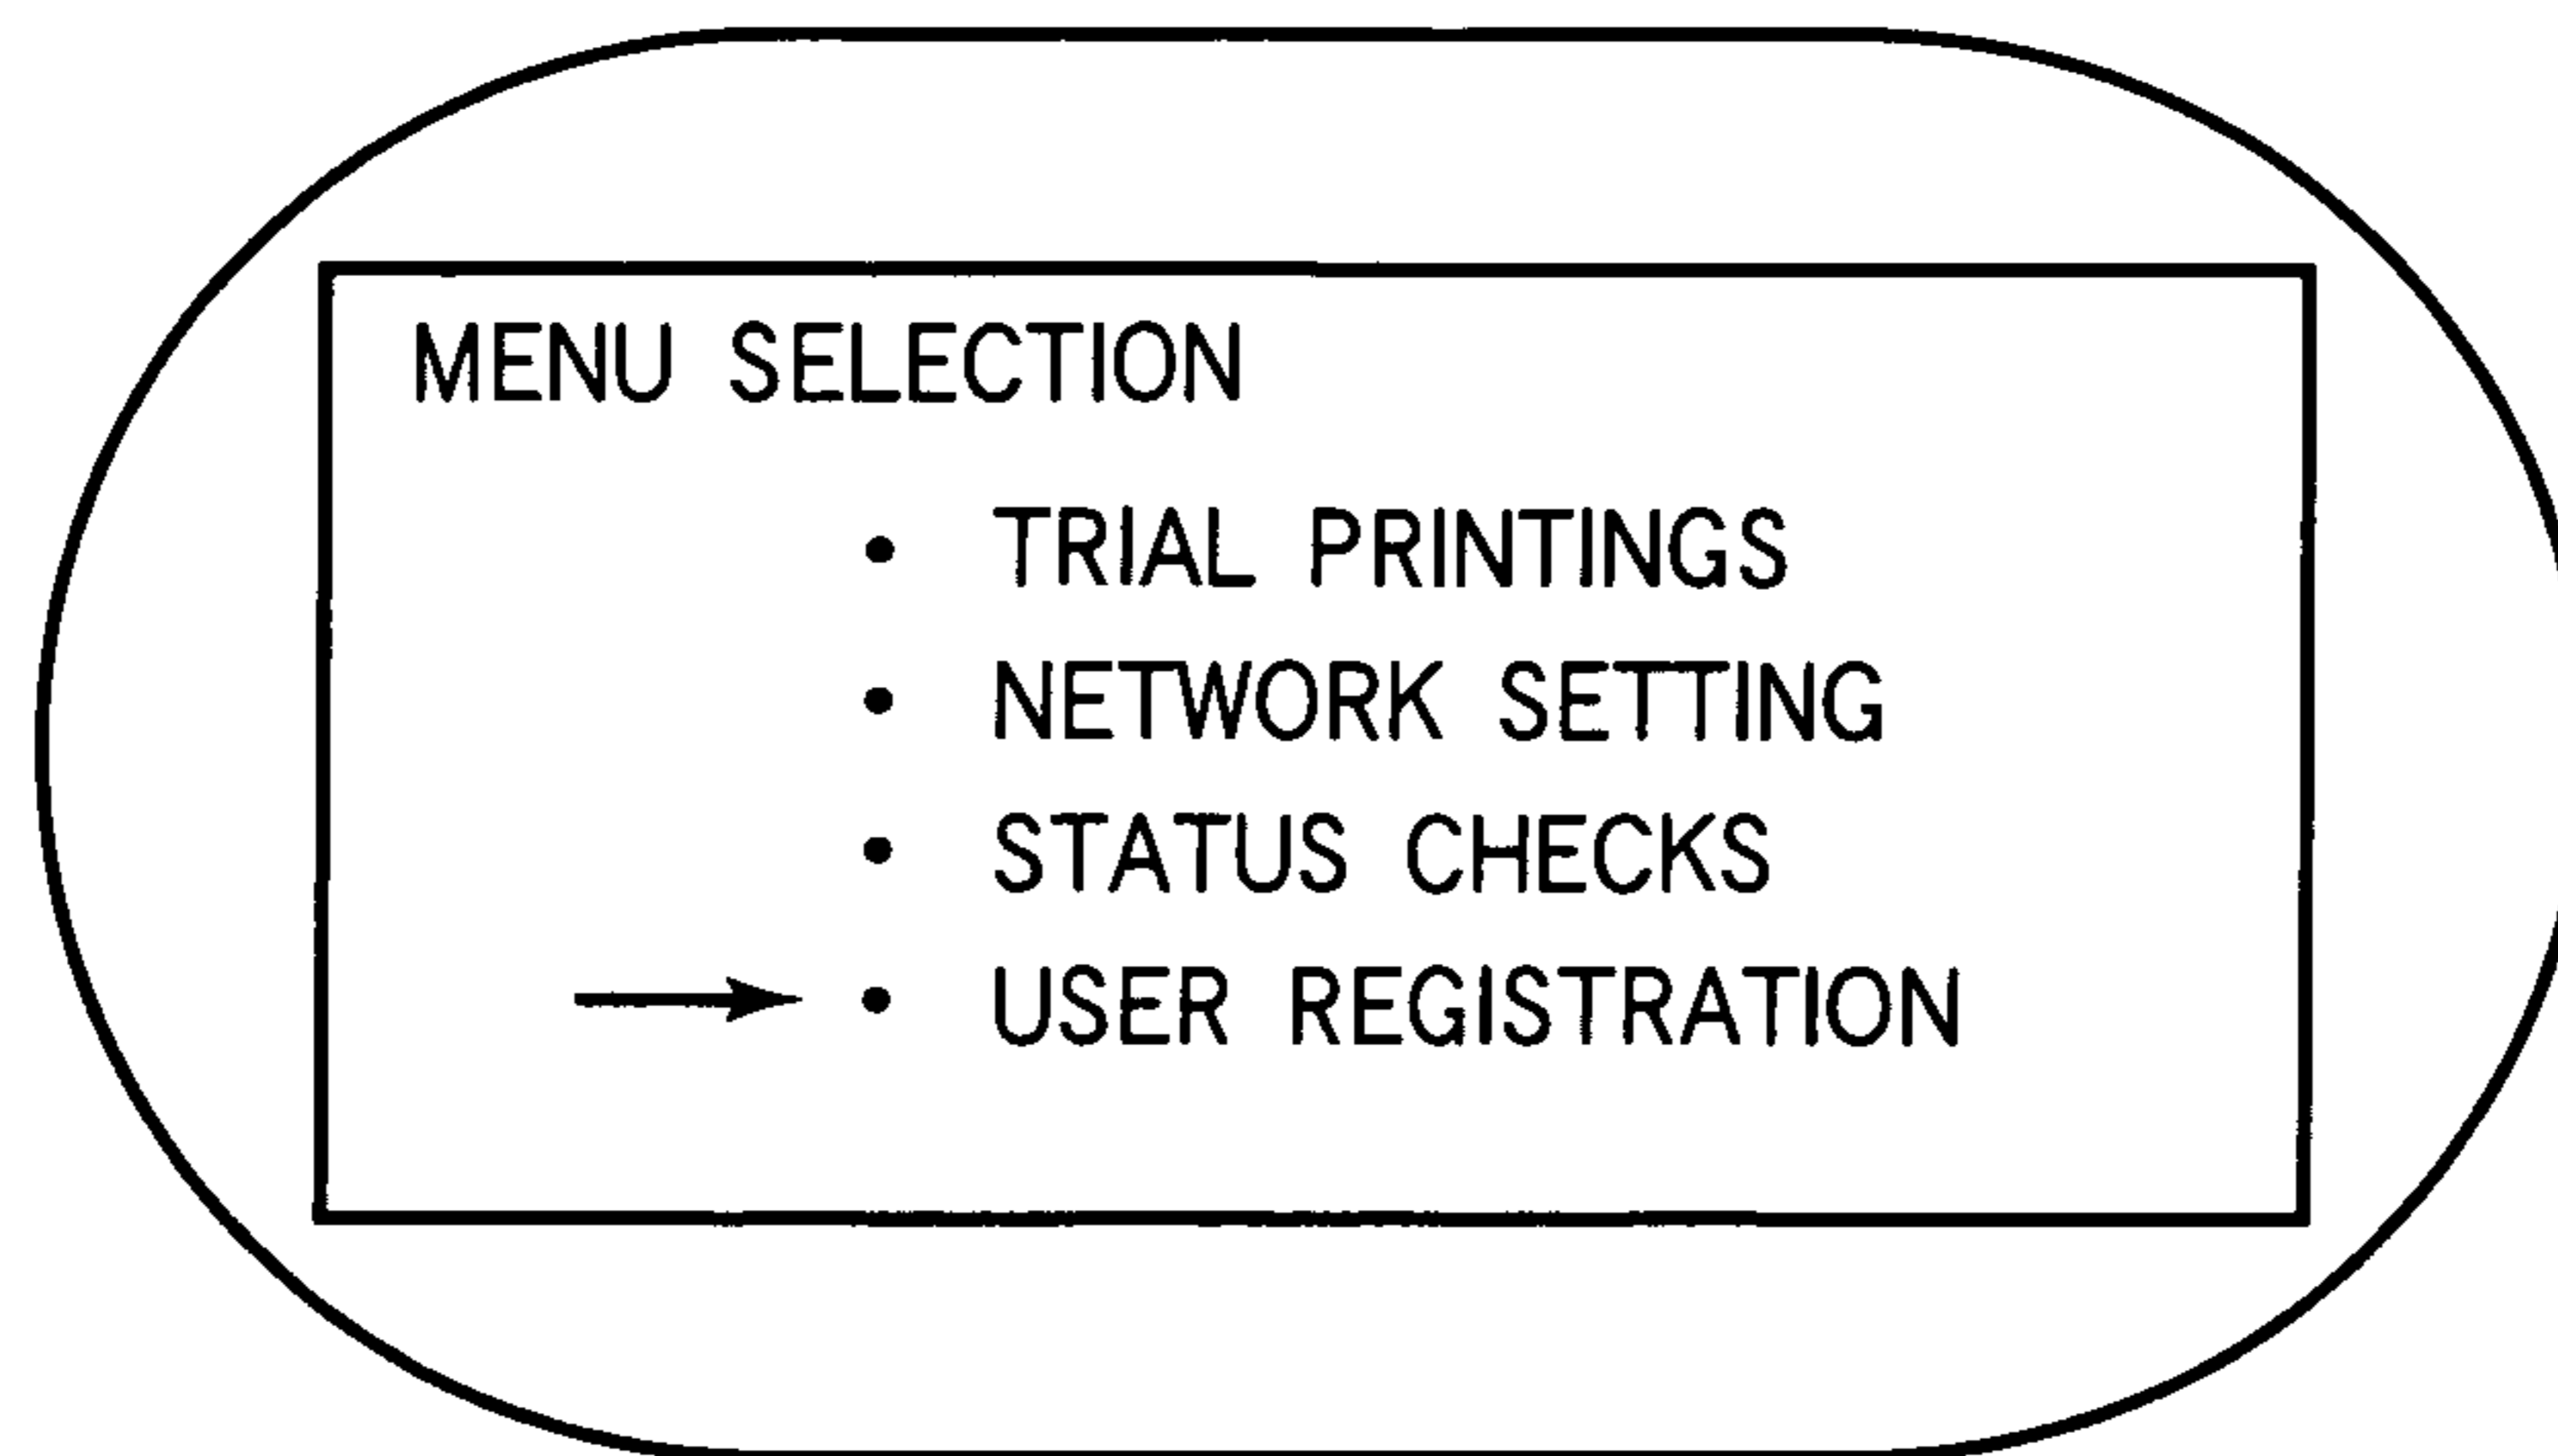 MENU SELECTION
• TRIAL PRINTINGS
• NETWORK SETTING
• STATUS CHECKS
→ • USER REGISTRATION